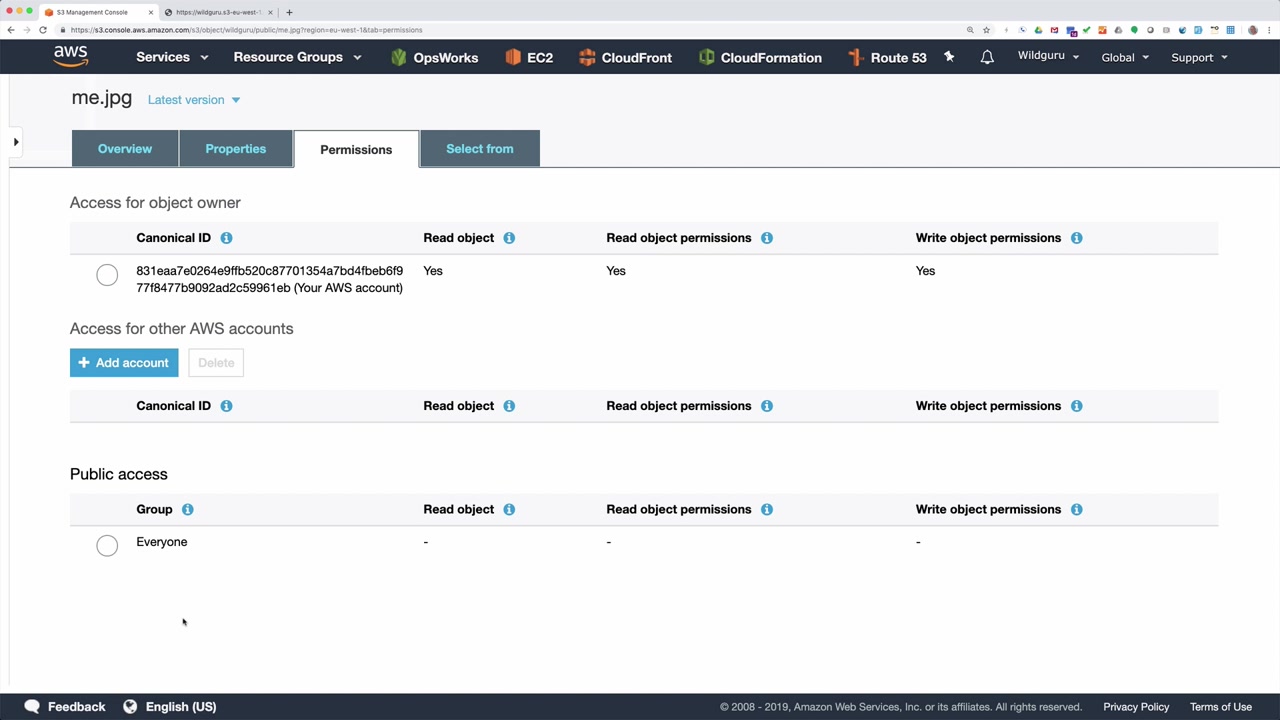 S3 Management Console
https://wildguru.s3-eu-west-1.
https://s3.console.aws.amazon.com/s3/object/wildguru/public/me.jpg?region=eu-west-1&tab=permissions
aws Services Resource Groups OpsWorks EC2 CloudFront CloudFormation Route 53 Wildguru Global Support
me.jpg Latest version
Overview Properties Permissions Select from
Access for object owner
Canonical ID Read object Read object permissions Write object permissions
831eaa7e0264e9ffb520c87701354a7bd4fbeb6f9 Yes Yes Yes
77f8477b9092ad2c59961eb (Your AWS account)
Access for other AWS accounts
+ Add account Delete
Canonical ID Read object Read object permissions Write object permissions
Public access
Group Read object Read object permissions Write object permissions
Everyone - - -
Feedback English (US) © 2008 - 2019, Amazon Web Services, Inc. or its affiliates. All rights reserved. Privacy Policy Terms of Use